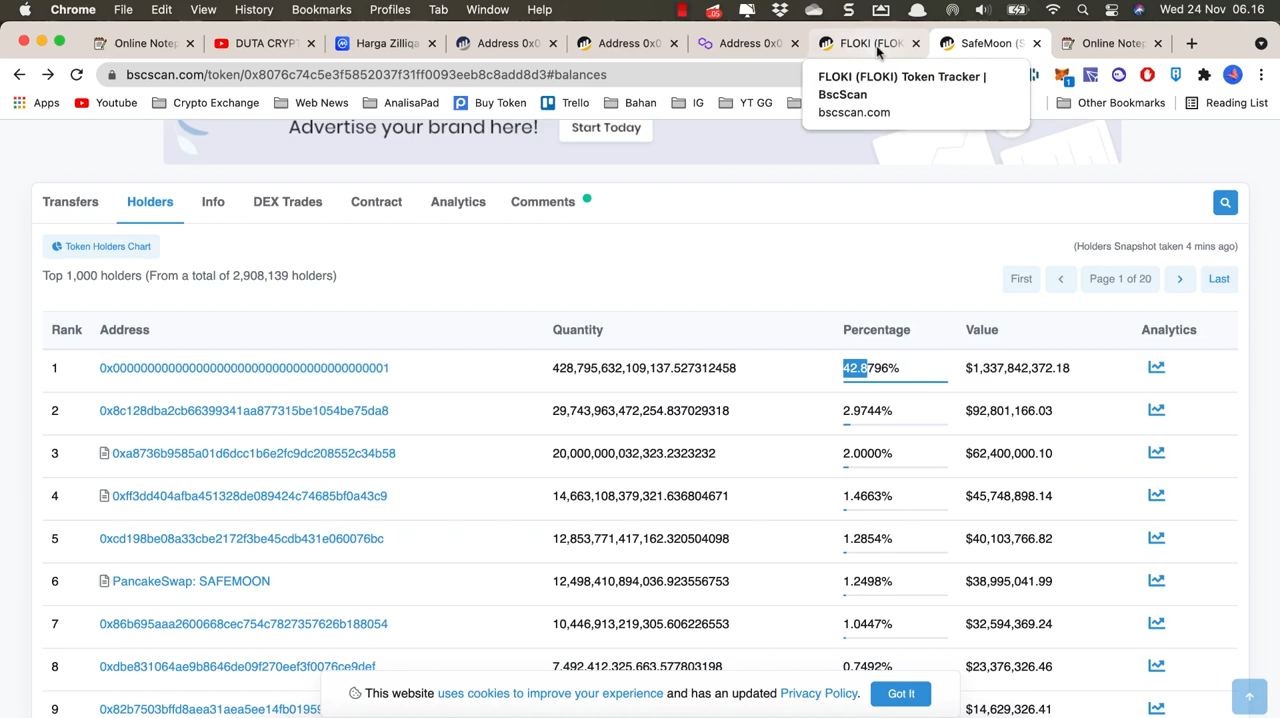 Chrome File Edit View History Bookmarks Profiles Tab Window Help Wed 24 Nov 06.16
Online Notep DUTA CRYPT Harga Zilliqa Address 0x0 Address 0x0 Address 0x0 FLOKI (FLOK SafeMoon (S Online Notep
bscscan.com/token/0x8076c74c5e3f5852037f31ff0093eeb8c8add8d3#balances
Apps Youtube Crypto Exchange Web News AnalisaPad Buy Token Trello Bahan IG YT GG Other Bookmarks Reading List
FLOKI (FLOKI) Token Tracker |
BscScan
bscscan.com
Advertise your brand here! Start Today
Transfers Holders Info DEX Trades Contract Analytics Comments
Token Holders Chart (Holders Snapshot taken 4 mins ago)
Top 1,000 holders (From a total of 2,908,139 holders) First Page 1 of 20 Last
Rank Address Quantity Percentage Value Analytics
1 0x0000000000000000000000000000000000000001 428,795,632,109,137.527312458 42.8796% $1,337,842,372.18
2 0x8c128dba2cb66399341aa877315be1054be75da8 29,743,963,472,254.837029318 2.9744% $92,801,166.03
3 0xa8736b9585a01d6dcc1b6e2fc9dc208552c34b58 20,000,000,032,323.2323232 2.0000% $62,400,000.10
4 0xff3dd404afba451328de089424c74685bf0a43c9 14,663,108,379,321.636804671 1.4663% $45,748,898.14
5 0xcd198be08a33cbe2172f3be45cdb431e060076bc 12,853,771,417,162.320504098 1.2854% $40,103,766.82
6 PancakeSwap: SAFEMOON 12,498,410,894,036.923556753 1.2498% $38,995,041.99
7 0x86b695aaa2600668cec754c7827357626b188054 10,446,913,219,305.606226553 1.0447% $32,594,369.24
8 0xdbe831064ae9b8646de09f270eef3f0076ce9def 7,492,412,325,663.577803198 0.7492% $23,376,326.46
This website uses cookies to improve your experience and has an updated Privacy Policy. Got It
9 0x82b7503bffd8aea31aea5ee14fb01959 $14,629,326.41